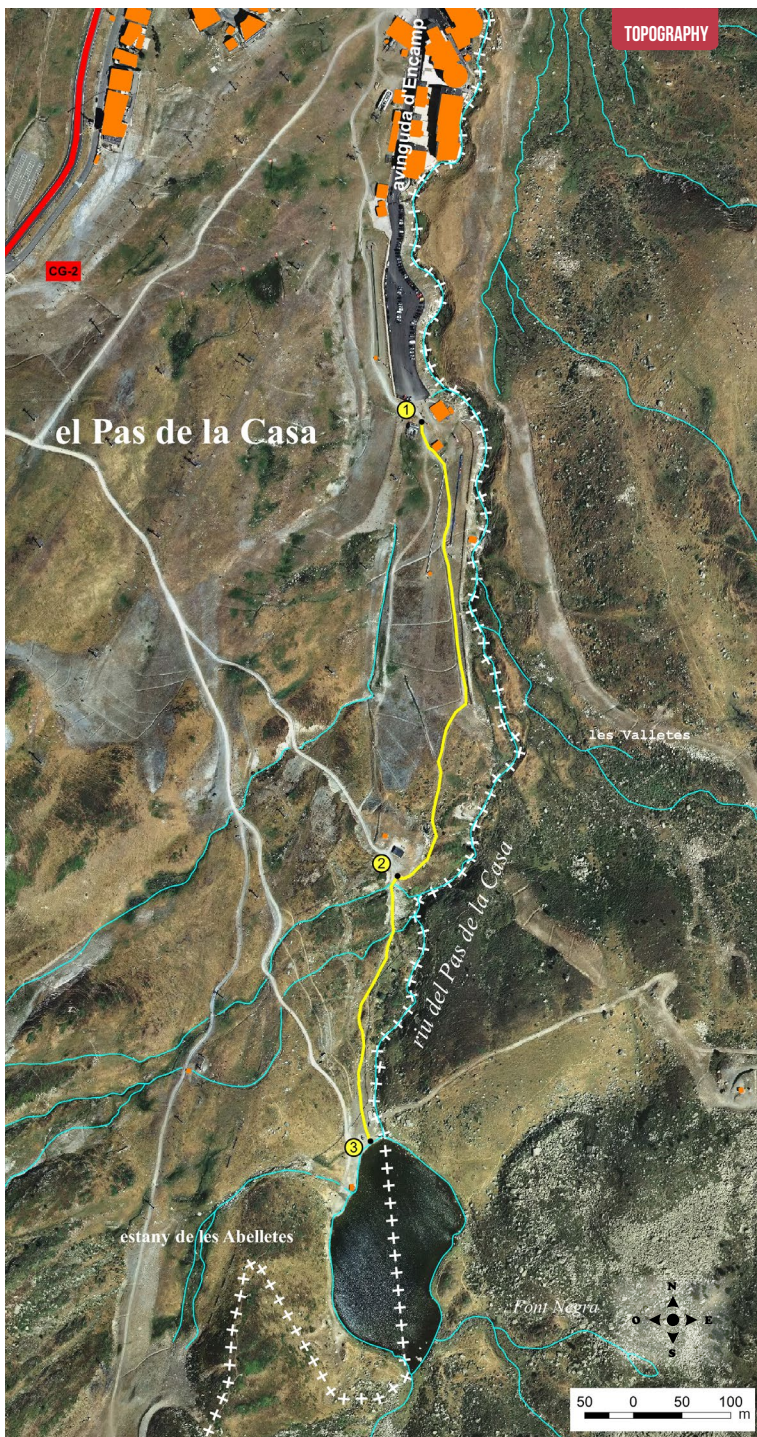 TOPOGRAPHY
avinguda d'Encamp
CG-2
1
el Pas de la Casa
les Valletes
2
riu del Pas de la Casa
3
estany de les Abelletes
Font Negra
N
O E
S
50 0 50 100
m